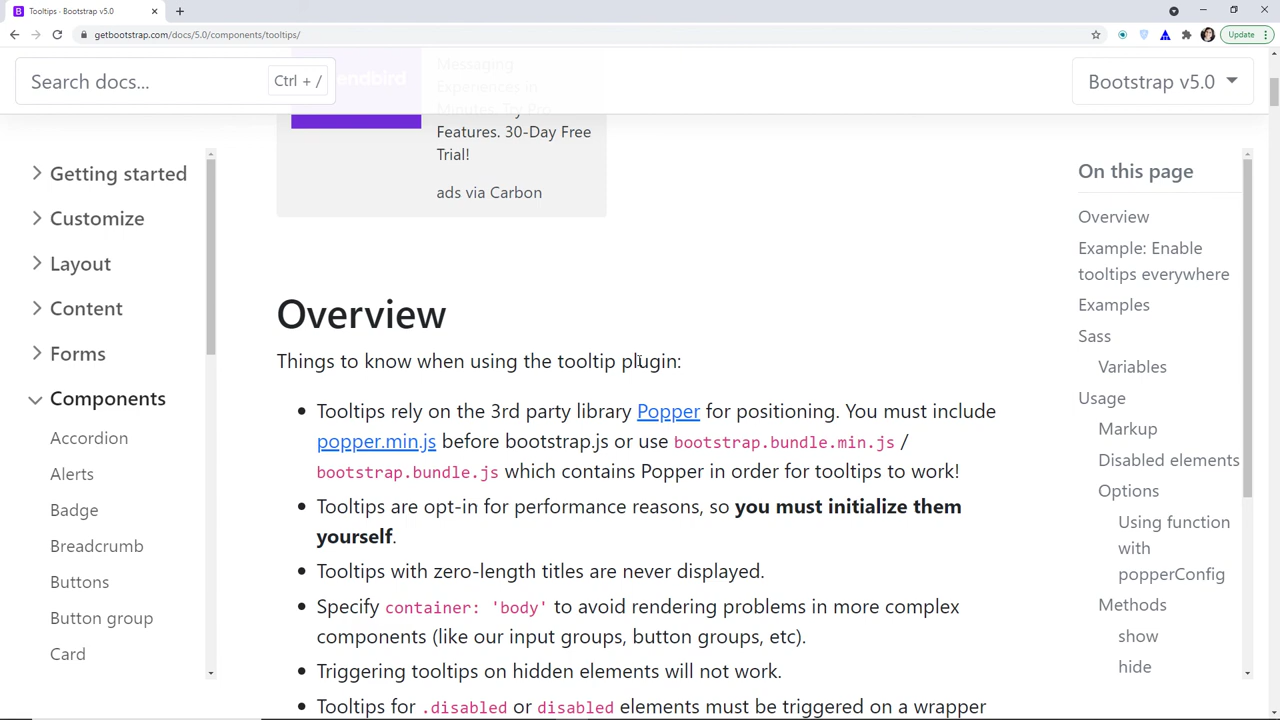 Tooltips · Bootstrap v5.0
getbootstrap.com/docs/5.0/components/tooltips/
Update
Search docs...
Ctrl + /
Bootstrap v5.0
endbird
Messaging
Experiences in
Minutes. Try Pro
Features. 30-Day Free
Trial!
ads via Carbon
Getting started
Customize
Layout
Content
Forms
Components
Accordion
Alerts
Badge
Breadcrumb
Buttons
Button group
Card
Overview
Things to know when using the tooltip plugin:
Tooltips rely on the 3rd party library Popper for positioning. You must include
popper.min.js before bootstrap.js or use bootstrap.bundle.min.js /
bootstrap.bundle.js which contains Popper in order for tooltips to work!
Tooltips are opt-in for performance reasons, so you must initialize them
yourself.
Tooltips with zero-length titles are never displayed.
Specify container: 'body' to avoid rendering problems in more complex
components (like our input groups, button groups, etc).
Triggering tooltips on hidden elements will not work.
Tooltips for .disabled or disabled elements must be triggered on a wrapper
On this page
Overview
Example: Enable
tooltips everywhere
Examples
Sass
Variables
Usage
Markup
Disabled elements
Options
Using function
with
popperConfig
Methods
show
hide